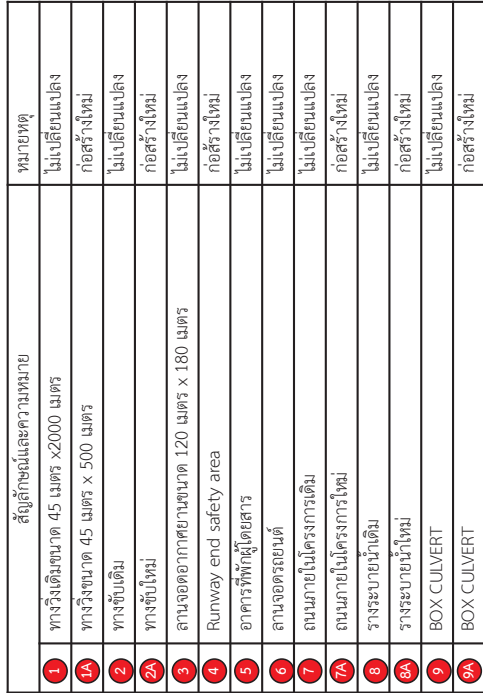 สัญลักษณ์และความหมาย หมายเหตุ
1 ทางวิ่งเดิมขนาด 45 เมตร x2000 เมตร ไม่เปลี่ยนแปลง
1A ทางวิ่งขนาด 45 เมตร x 500 เมตร ก่อสร้างใหม่
2 ทางขับเดิม ไม่เปลี่ยนแปลง
2A ทางขับใหม่ ก่อสร้างใหม่
3 ลานจอดอากาศยานขนาด 120 เมตร x 180 เมตร ไม่เปลี่ยนแปลง
4 Runway end safety area ก่อสร้างใหม่
5 อาคารที่พักผู้โดยสาร ไม่เปลี่ยนแปลง
6 ลานจอดรถยนต์ ไม่เปลี่ยนแปลง
7 ถนนภายในโครงการเดิม ไม่เปลี่ยนแปลง
7A ถนนภายในโครงการใหม่ ก่อสร้างใหม่
8 รางระบายน้ำเดิม ไม่เปลี่ยนแปลง
8A รางระบายน้ำใหม่ ก่อสร้างใหม่
9 BOX CULVERT ไม่เปลี่ยนแปลง
9A BOX CULVERT ก่อสร้างใหม่